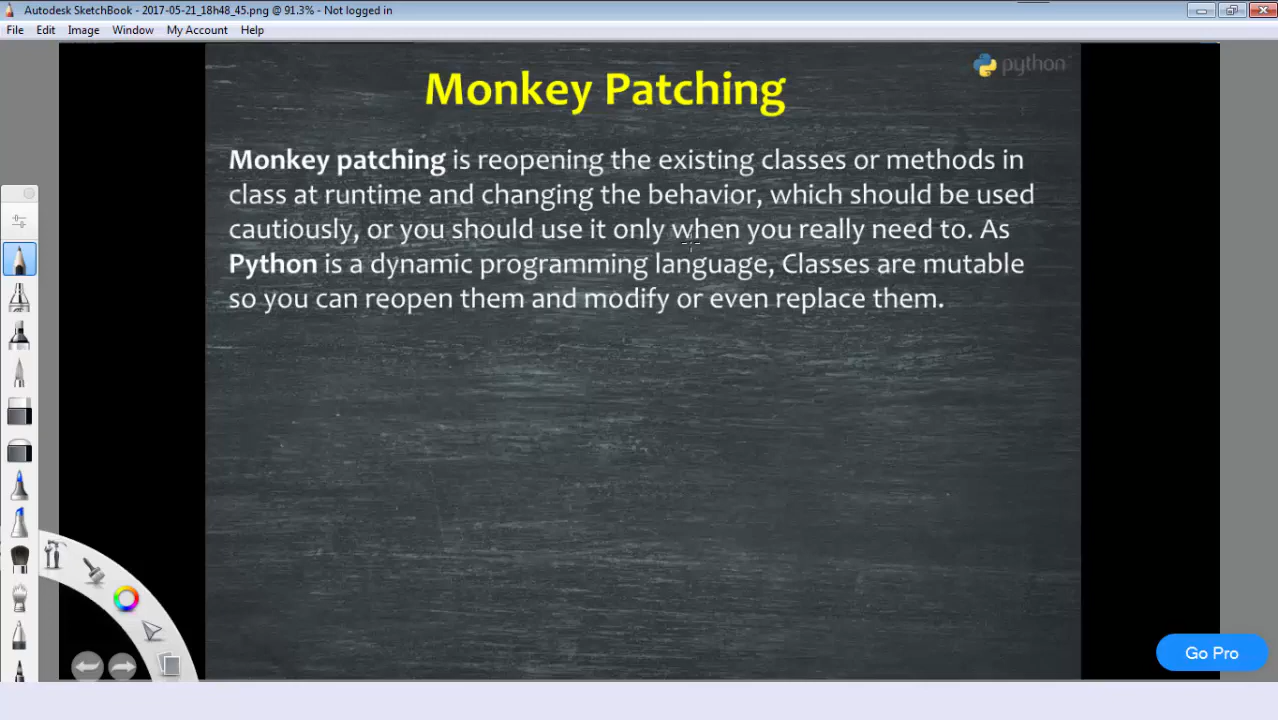 Autodesk SketchBook - 2017-05-21_18h48_45.png @ 91.3% - Not logged in
File Edit Image Window My Account Help
python
Monkey Patching
Monkey patching is reopening the existing classes or methods in
class at runtime and changing the behavior, which should be used
cautiously, or you should use it only when you really need to. As
Python is a dynamic programming language, Classes are mutable
so you can reopen them and modify or even replace them.
Go Pro